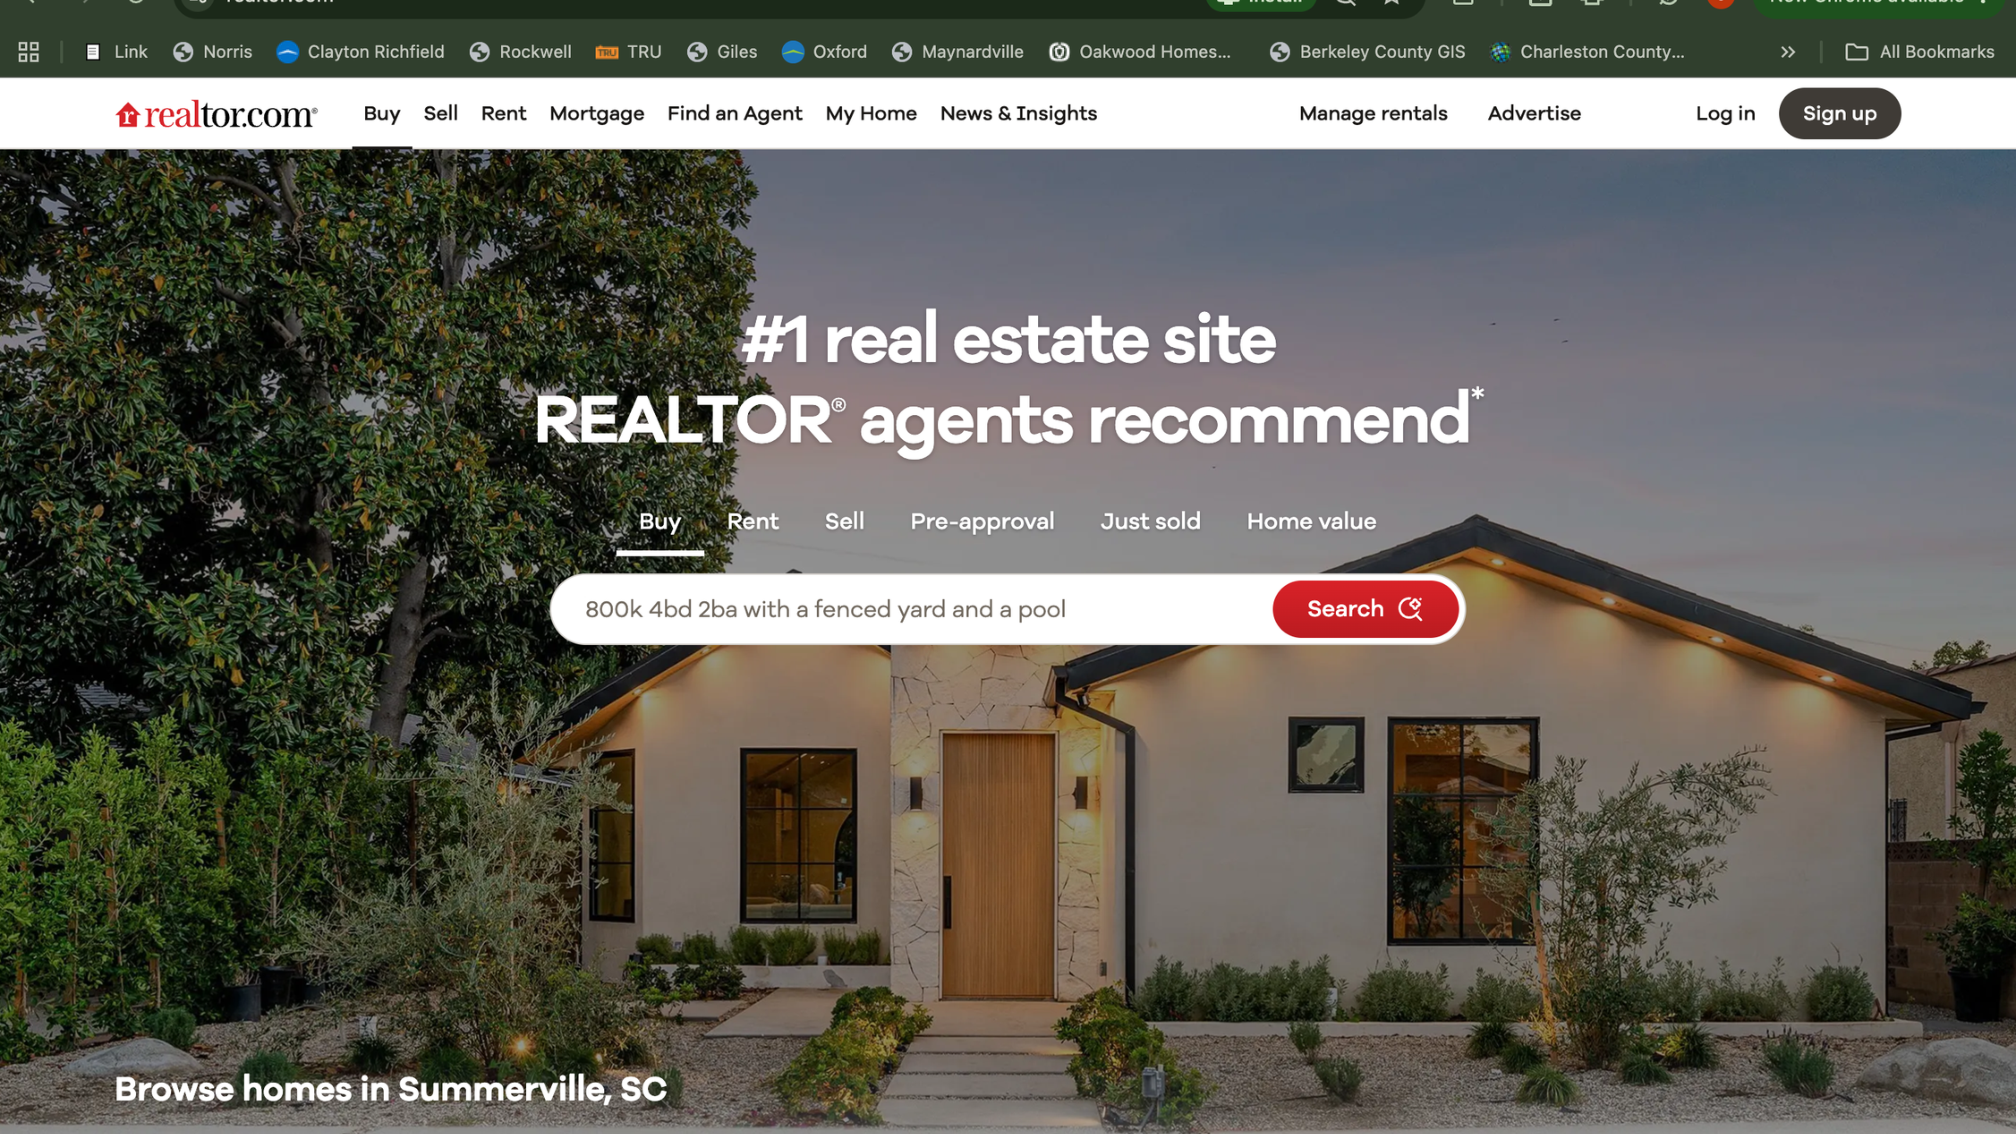 Link Norris Clayton Richfield Rockwell TRU Giles Oxford Maynardville Oakwood Homes... Berkeley County GIS Charleston County... » All Bookmarks
realtor.com® Buy Sell Rent Mortgage Find an Agent My Home News & Insights Manage rentals Advertise Log in Sign up
#1 real estate site
REALTOR® agents recommend*
Buy Rent Sell Pre-approval Just sold Home value
800k 4bd 2ba with a fenced yard and a pool Search
Browse homes in Summerville, SC